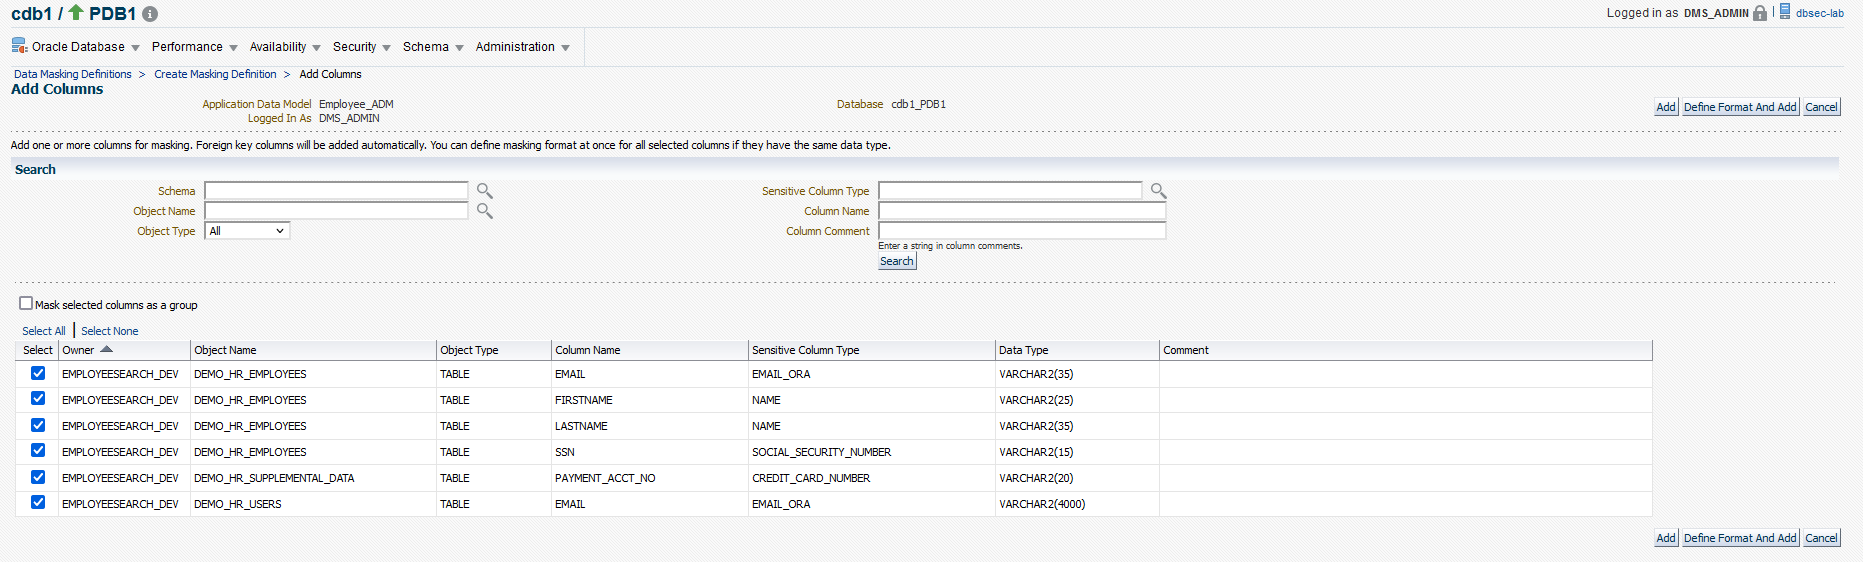 cdb1 / PDB1 i
Logged in as DMS_ADMIN | dbsec-lab
Oracle Database Performance Availability Security Schema Administration
Data Masking Definitions > Create Masking Definition > Add Columns
Add Columns
Application Data Model Employee_ADM Database cdb1_PDB1
Logged In As DMS_ADMIN
Add Define Format And Add Cancel
Add one or more columns for masking. Foreign key columns will be added automatically. You can define masking format at once for all selected columns if they have the same data type.
Search
Schema Sensitive Column Type
Object Name Column Name
Object Type All Column Comment
Enter a string in column comments.
Search
Mask selected columns as a group
Select All | Select None
Select Owner Object Name Object Type Column Name Sensitive Column Type Data Type Comment
EMPLOYEESEARCH_DEV DEMO_HR_EMPLOYEES TABLE EMAIL EMAIL_ORA VARCHAR2(35)
EMPLOYEESEARCH_DEV DEMO_HR_EMPLOYEES TABLE FIRSTNAME NAME VARCHAR2(25)
EMPLOYEESEARCH_DEV DEMO_HR_EMPLOYEES TABLE LASTNAME NAME VARCHAR2(35)
EMPLOYEESEARCH_DEV DEMO_HR_EMPLOYEES TABLE SSN SOCIAL_SECURITY_NUMBER VARCHAR2(15)
EMPLOYEESEARCH_DEV DEMO_HR_SUPPLEMENTAL_DATA TABLE PAYMENT_ACCT_NO CREDIT_CARD_NUMBER VARCHAR2(20)
EMPLOYEESEARCH_DEV DEMO_HR_USERS TABLE EMAIL EMAIL_ORA VARCHAR2(4000)
Add Define Format And Add Cancel